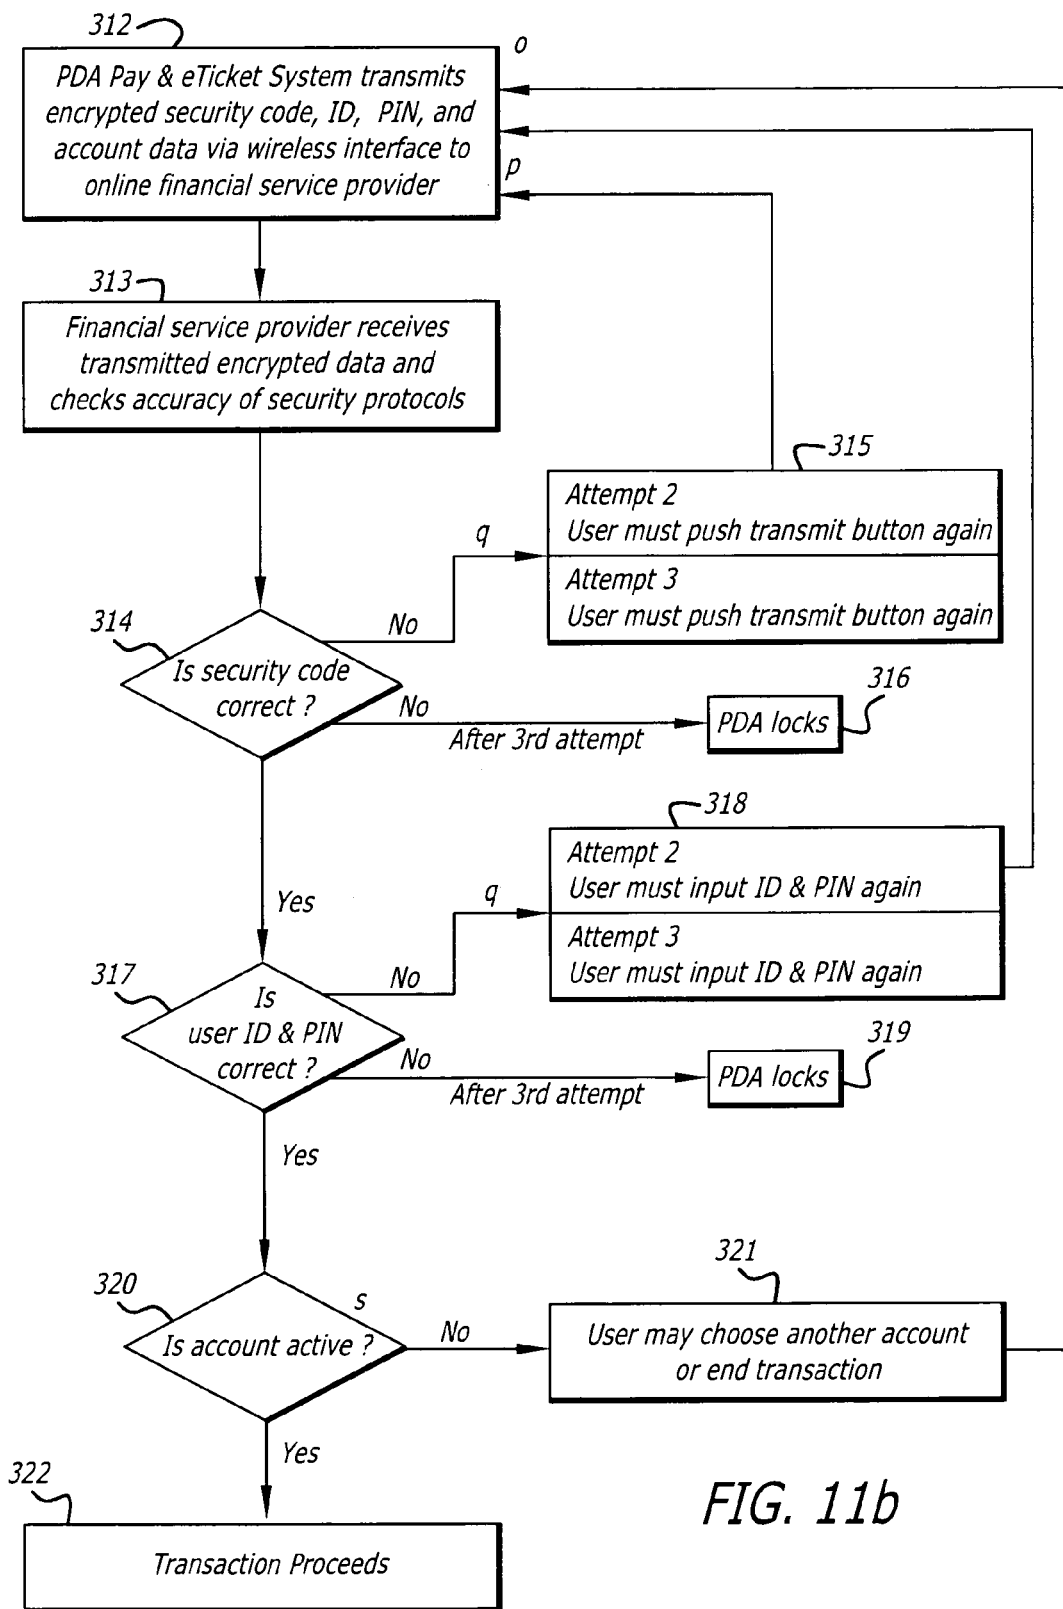 312
o
PDA Pay & eTicket System transmits
encrypted security code, ID, PIN, and
account data via wireless interface to
online financial service provider
p
313
Financial service provider receives
transmitted encrypted data and
checks accuracy of security protocols
315
Attempt 2
User must push transmit button again
q
Attempt 3
User must push transmit button again
314
No
Is security code
correct ?
No
After 3rd attempt
PDA locks
316
318
Attempt 2
User must input ID & PIN again
Yes
q
Attempt 3
User must input ID & PIN again
317
No
Is
user ID & PIN
correct ?
No
After 3rd attempt
PDA locks
319
Yes
320
s
Is account active ?
No
321
User may choose another account
or end transaction
Yes
322
Transaction Proceeds
FIG. 11b